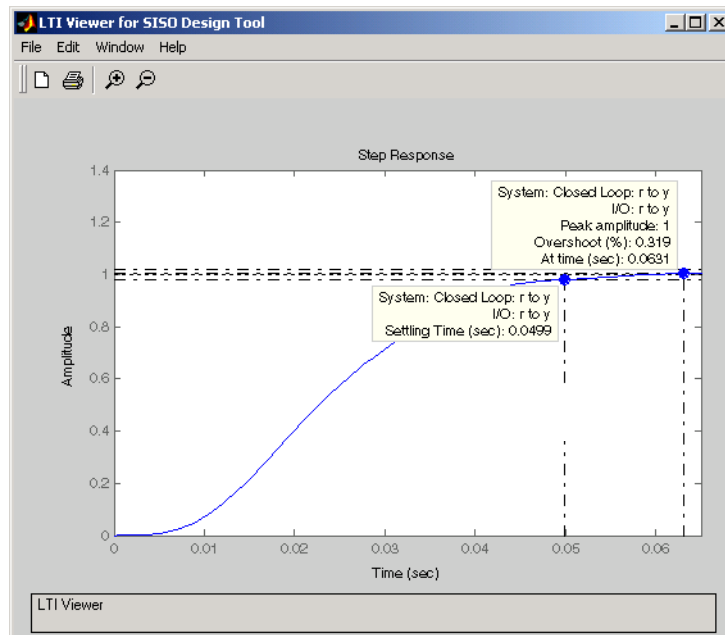 LTI Viewer for SISO Design Tool
File Edit Window Help
Step Response
1.4
1.2
1
0.8
0.6
0.4
0.2
0
Amplitude
System: Closed Loop: r to y
I/O: r to y
Peak amplitude: 1
Overshoot (%): 0.319
At time (sec): 0.0631
System: Closed Loop: r to y
I/O: r to y
Settling Time (sec): 0.0499
0 0.01 0.02 0.03 0.04 0.05 0.06
Time (sec)
LTI Viewer